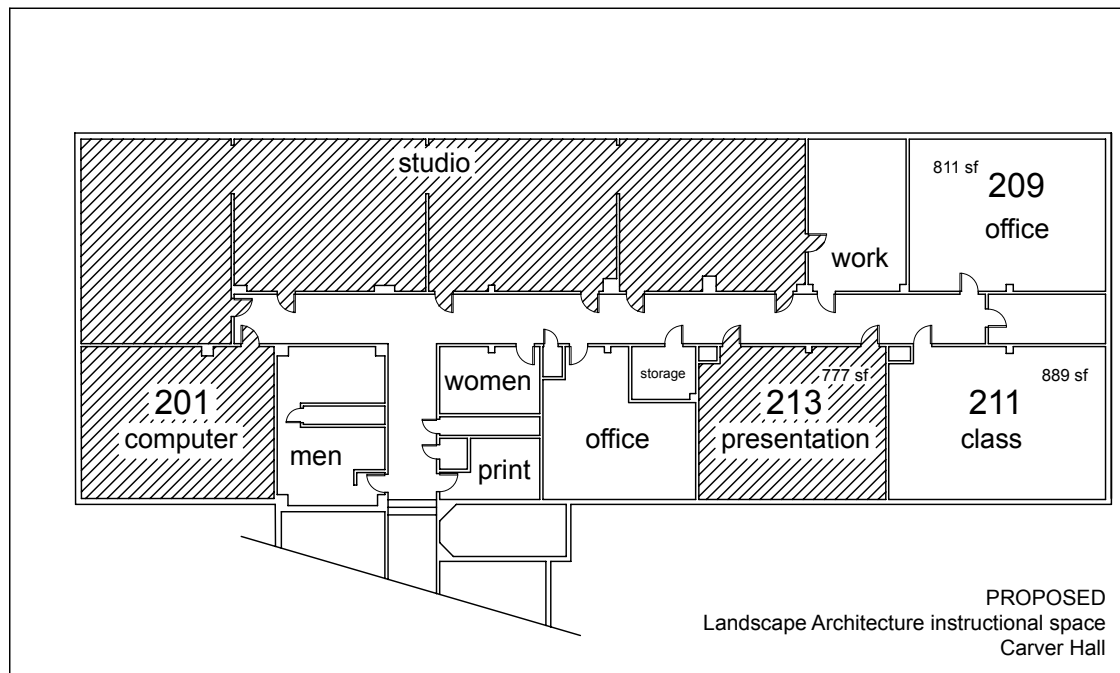 studio
811 sf
209
office
work
201
computer
men
women
print
office
storage
777 sf
213
presentation
889 sf
211
class
PROPOSED
Landscape Architecture instructional space
Carver Hall